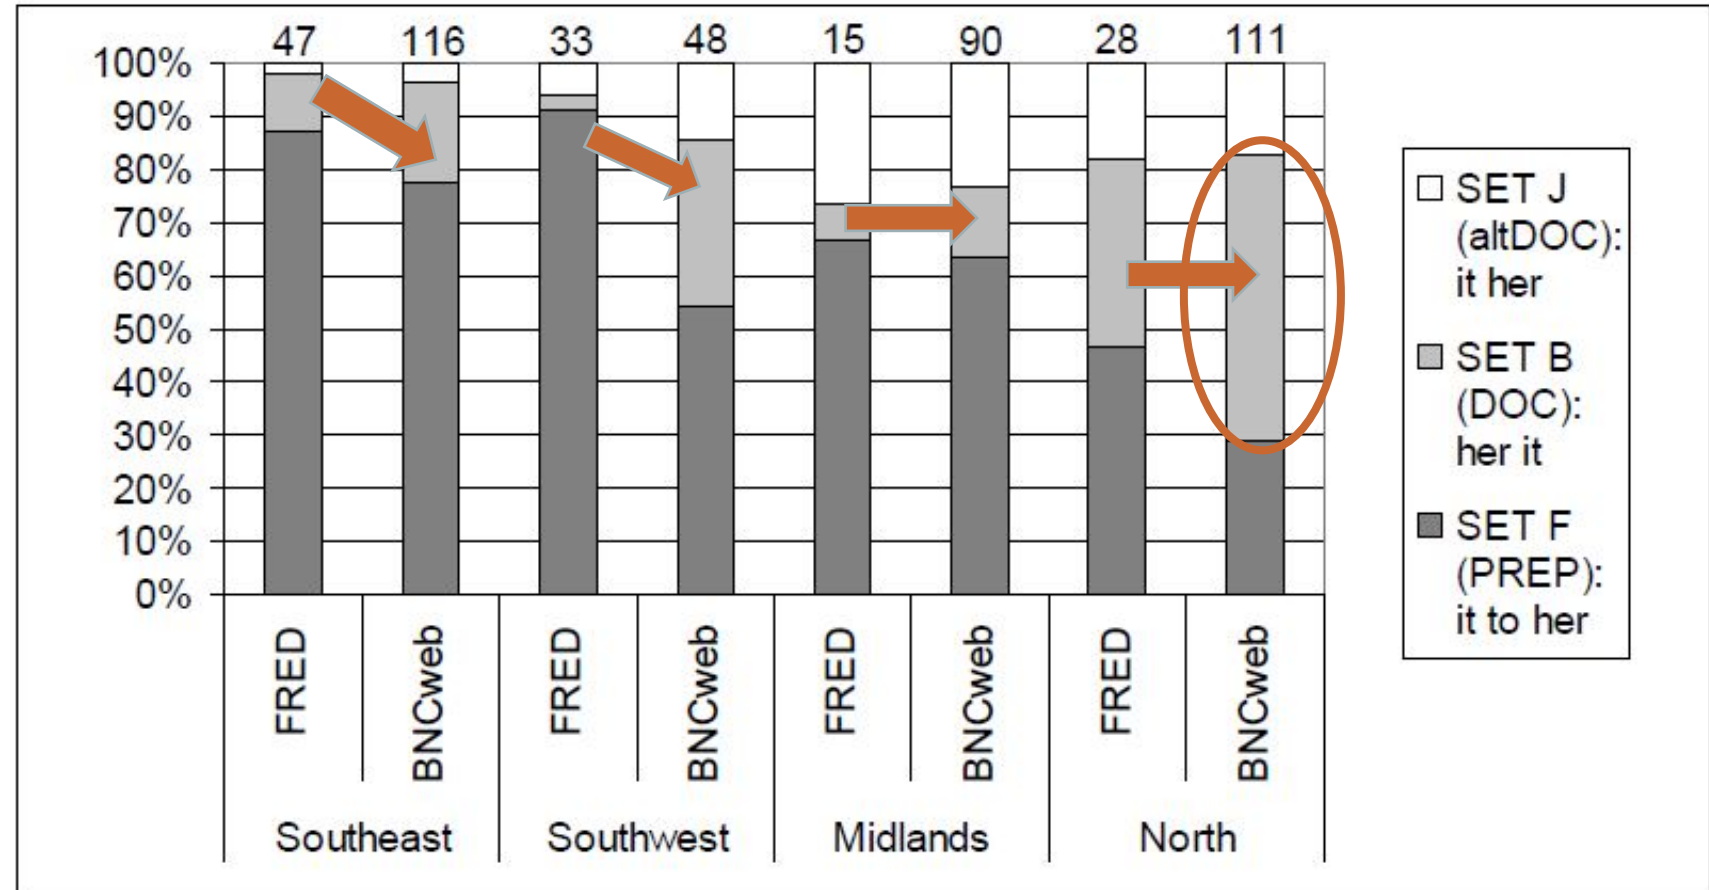 47 116 33 48 15 90 28 111
100%
90%
80%
70%
60%
50%
40%
30%
20%
10%
0%
FRED BNCweb FRED BNCweb FRED BNCweb FRED BNCweb
Southeast Southwest Midlands North
SET J
(altDOC):
it her
SET B
(DOC):
her it
SET F
(PREP):
it to her